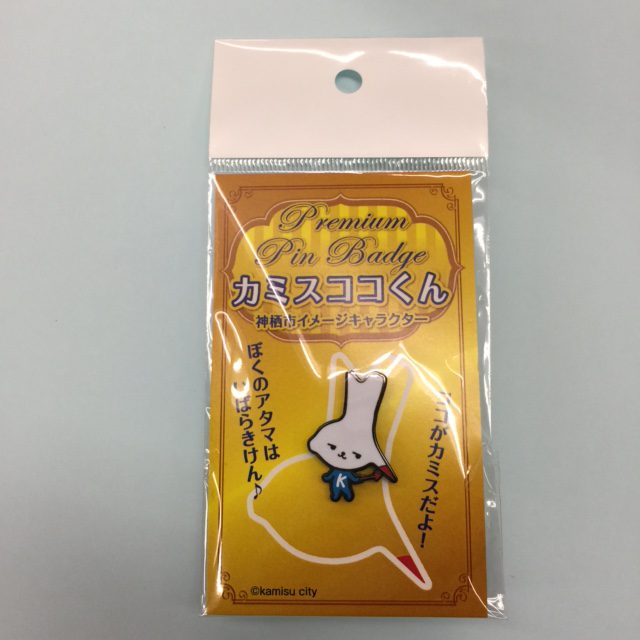 Premium
Pin Badge
カミスココくん
神栖市イメージキャラクター
ココがカミスだよ!
ぼくのアタマは
いばらきけん♪
K
©kamisu city